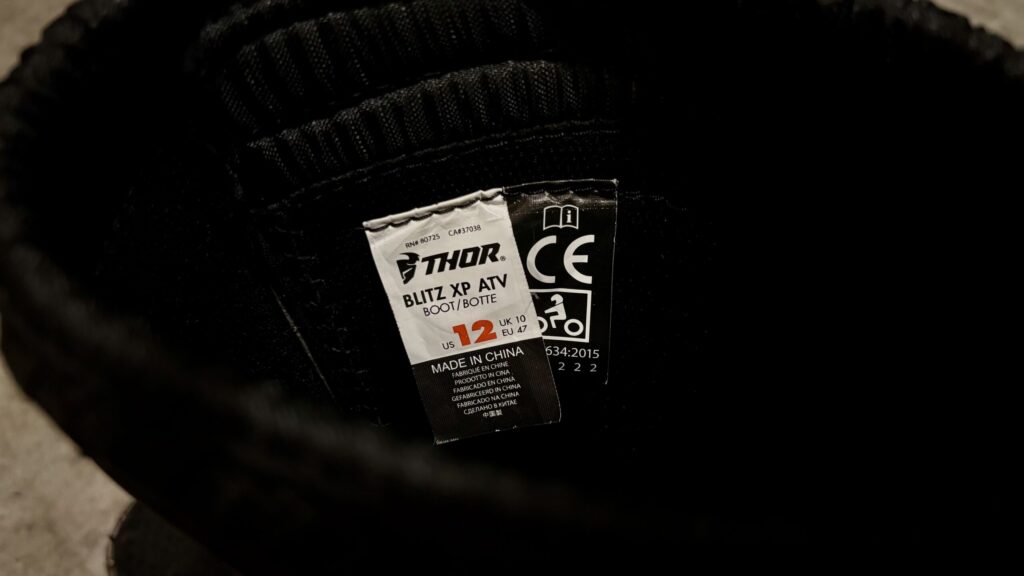 RN# 80725 CA#37038
THOR®
BLITZ XP ATV
BOOT/BOTTE
US 12 UK 10
EU 47
MADE IN CHINA
FABRIQUE EN CHINE
PRODOTTO IN CINA
FABRICADO EN CHINA
GEFABRICEERD IN CHINA
FABRICADO NA CHINA
СДЕЛАНО В КИТАЕ
中国製
i
CE
634:2015
2 2 2